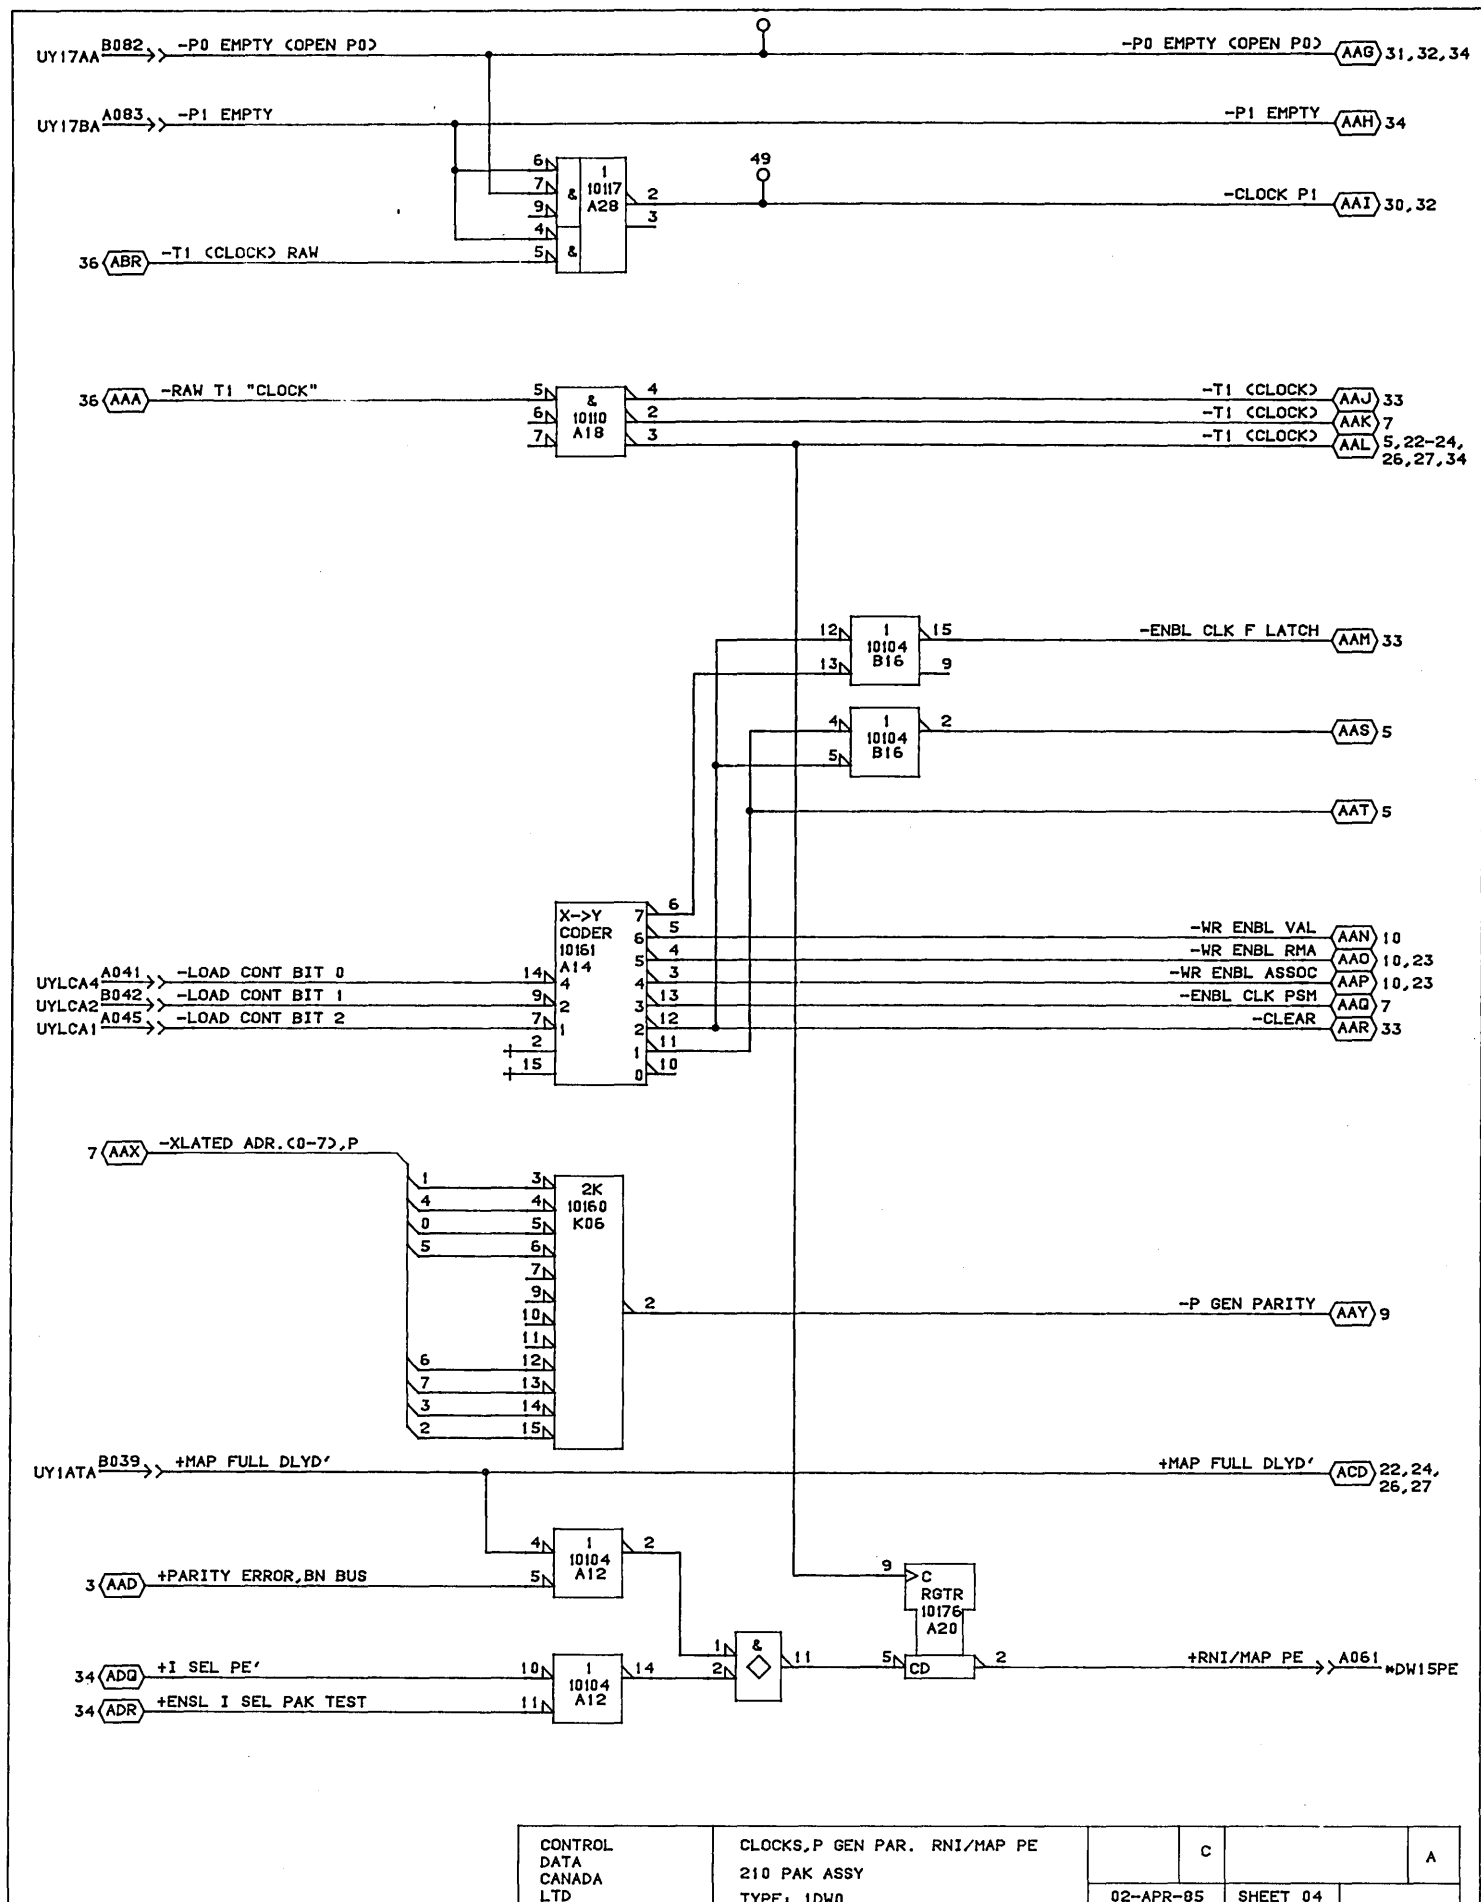 UY17AA B082 -P0 EMPTY (OPEN P0) -P0 EMPTY (OPEN P0) AAG 31,32,34
UY17BA A083 -P1 EMPTY -P1 EMPTY AAH 34
49
6 1
7 & 10117 2 -CLOCK P1 AAI 30,32
9 A28 3
4
36 ABR -T1 (CLOCK) RAW 5 &
36 AAA -RAW T1 "CLOCK" 5 & 4 -T1 (CLOCK) AAJ 33
6 10110 2 -T1 (CLOCK) AAK 7
7 A18 3 -T1 (CLOCK) AAL 5,22-24,
26,27,34
12 1 15 -ENBL CLK F LATCH AAM 33
10104
13 B16 9
4 1 2 AAS 5
10104
5 B16
AAT 5
X->Y 7 6
CODER 6 5 -WR ENBL VAL AAN 10
10161 5 4 -WR ENBL RMA AAO 10,23
A14
UYLCA4 A041 -LOAD CONT BIT 0 14 4 4 3 -WR ENBL ASSOC AAP 10,23
UYLCA2 B042 -LOAD CONT BIT 1 9 2 3 13 -ENBL CLK PSM AAQ 7
UYLCA1 A045 -LOAD CONT BIT 2 7 1 2 12 -CLEAR AAR 33
2 1 11
15 0 10
7 AAX -XLATED ADR.(0-7),P
1 3 2K
4 4 10160
0 5 K06
5 6
7
9
10 2 -P GEN PARITY AAY 9
11
6 12
7 13
3 14
2 15
UY1ATA B039 +MAP FULL DLYD' +MAP FULL DLYD' ACD 22,24,
26,27
4 1 2
10104
3 AAD +PARITY ERROR,BN BUS 5 A12
9 C
RGTR
10176
A20
1 &
34 ADQ +I SEL PE' 10 1 14 2 11 5 CD 2 +RNI/MAP PE A061 *DW15PE
10104
34 ADR +ENSL I SEL PAK TEST 11 A12
CONTROL
DATA
CANADA
LTD
CLOCKS,P GEN PAR. RNI/MAP PE
210 PAK ASSY
TYPE: 1DW0
C
A
02-APR-85 SHEET 04